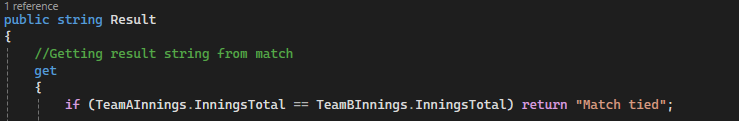 1 reference
public string Result
{
//Getting result string from match
get
{
if (TeamAInnings.InningsTotal == TeamBInnings.InningsTotal) return "Match tied";